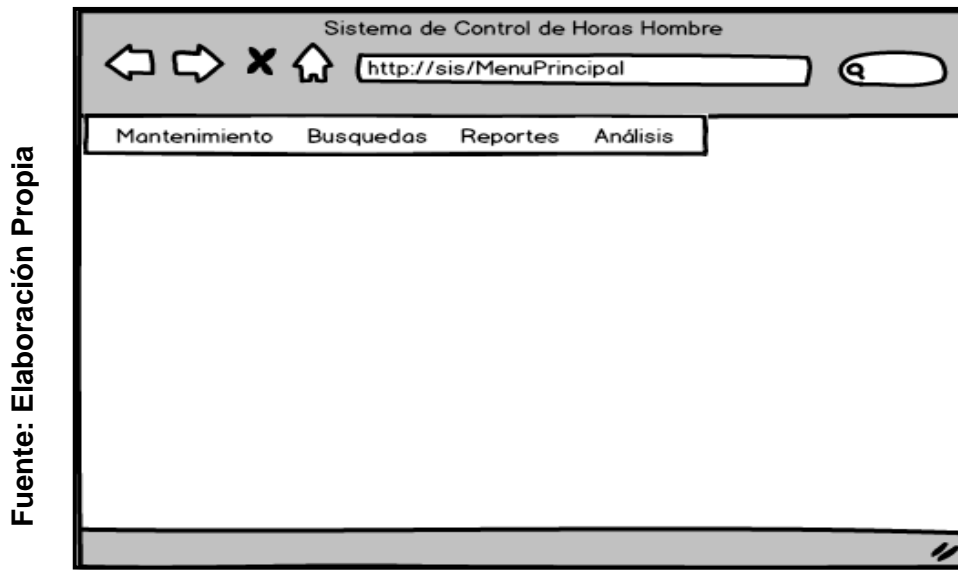 Sistema de Control de Horas Hombre
http://sis/MenuPrincipal
Mantenimiento Busquedas Reportes Análisis
Fuente: Elaboración Propia